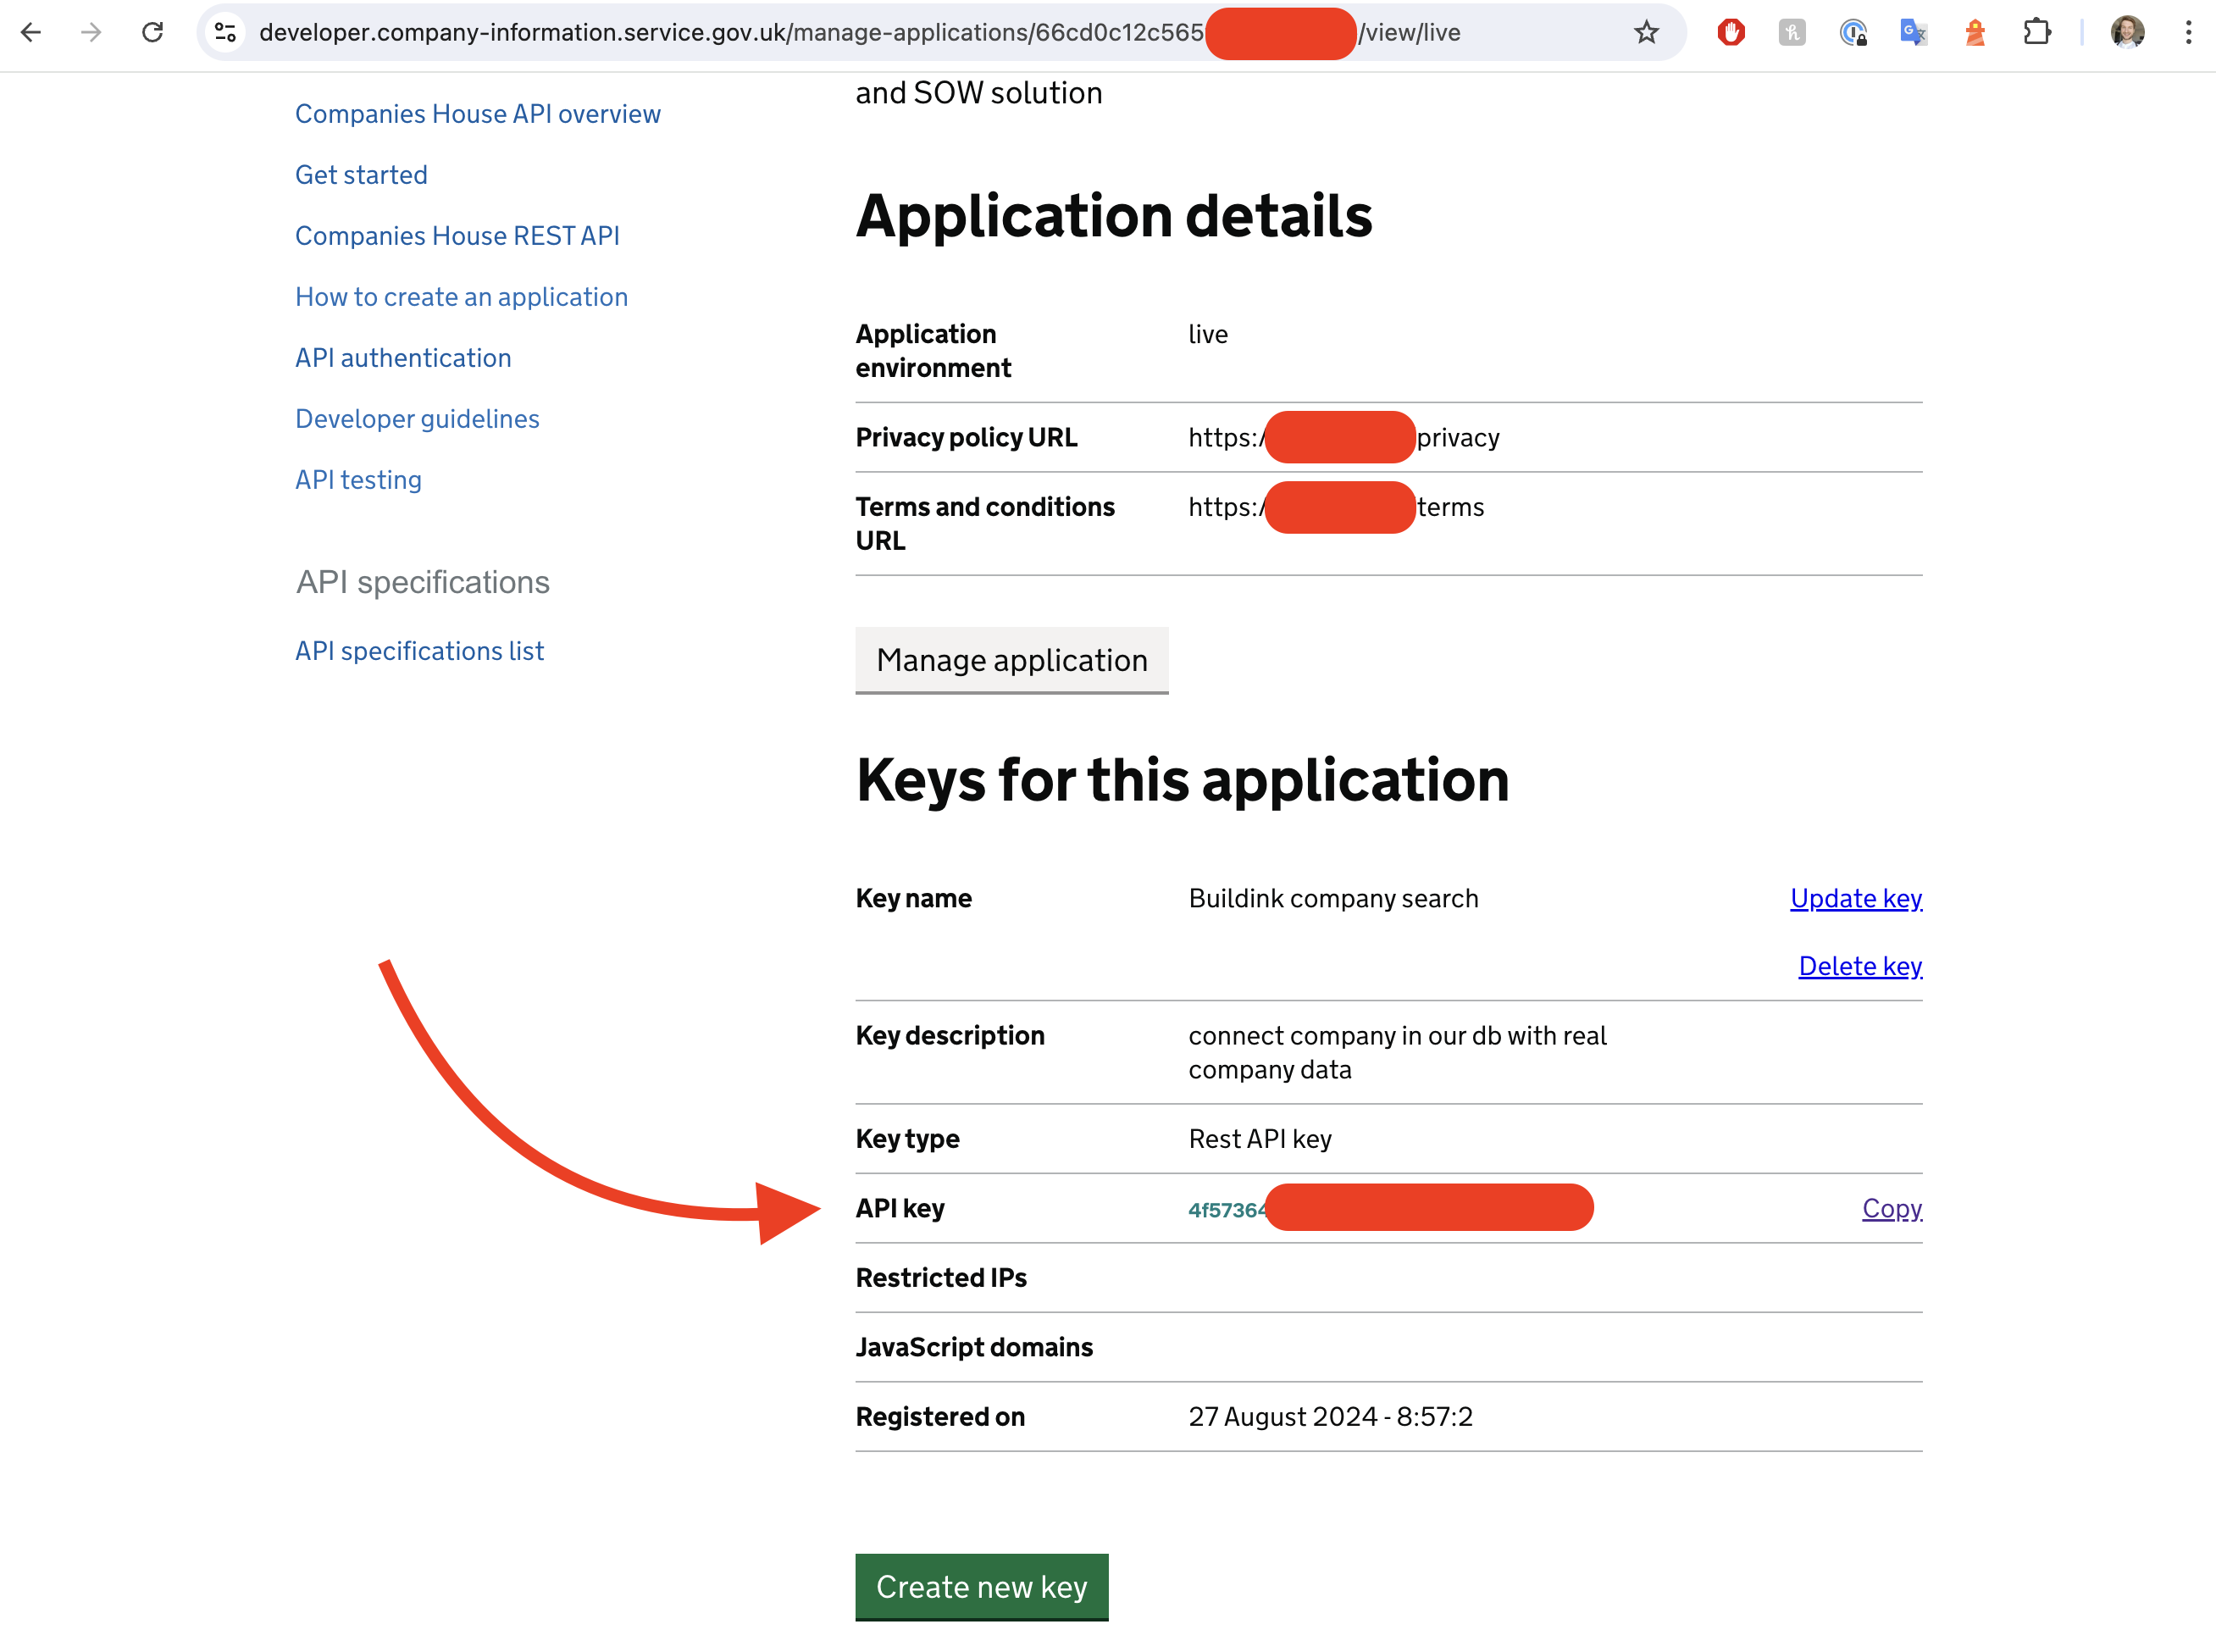 developer.company-information.service.gov.uk/manage-applications/66cd0c12c565 /view/live
and SOW solution
Companies House API overview
Get started
Companies House REST API
How to create an application
API authentication
Developer guidelines
API testing
API specifications
API specifications list
Application details
Application environment live
Privacy policy URL https:/ privacy
Terms and conditions URL https:/ terms
Manage application
Keys for this application
Key name Buildink company search Update key
Delete key
Key description connect company in our db with real
company data
Key type Rest API key
API key 4f57364 Copy
Restricted IPs
JavaScript domains
Registered on 27 August 2024 - 8:57:2
Create new key